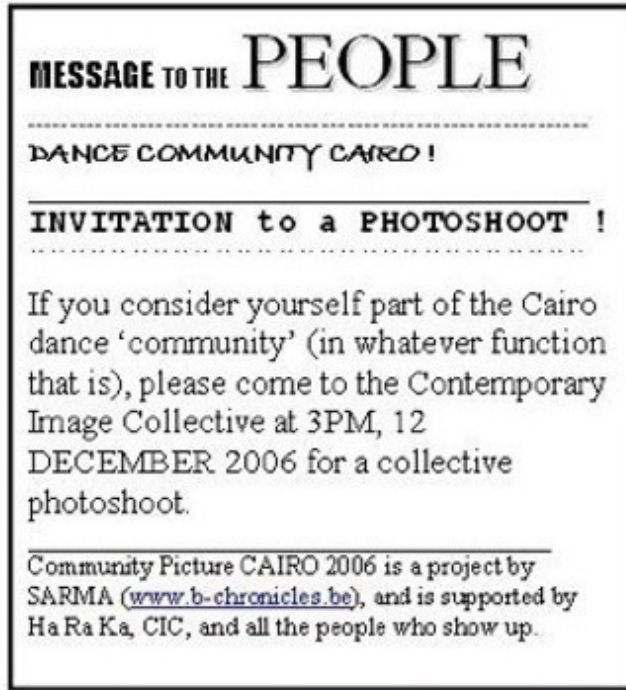 MESSAGE TO THE PEOPLE
DANCE COMMUNITY CAIRO !
INVITATION to a PHOTOSHOOT !
If you consider yourself part of the Cairo
dance ‘community’ (in whatever function
that is), please come to the Contemporary
Image Collective at 3PM, 12
DECEMBER 2006 for a collective
photoshoot.
Community Picture CAIRO 2006 is a project by
SARMA (www.b-chronicles.be), and is supported by
Ha Ra Ka, CIC, and all the people who show up.